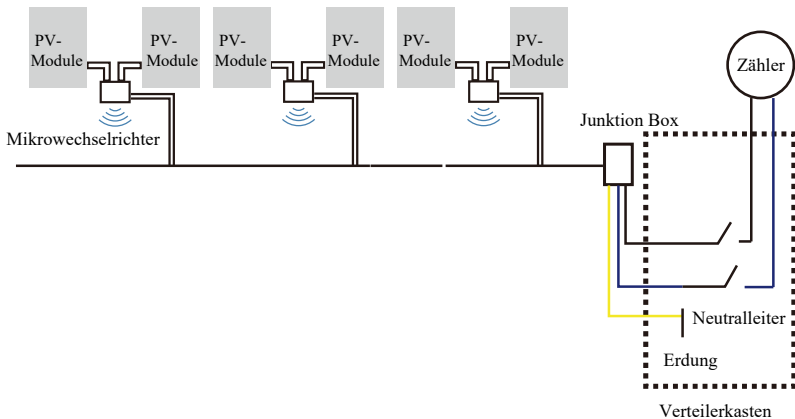 PV-
Module
PV-
Module
PV-
Module
PV-
Module
PV-
Module
PV-
Module
Zähler
Junktion Box
Mikrowechselrichter
Neutralleiter
Erdung
Verteilerkasten